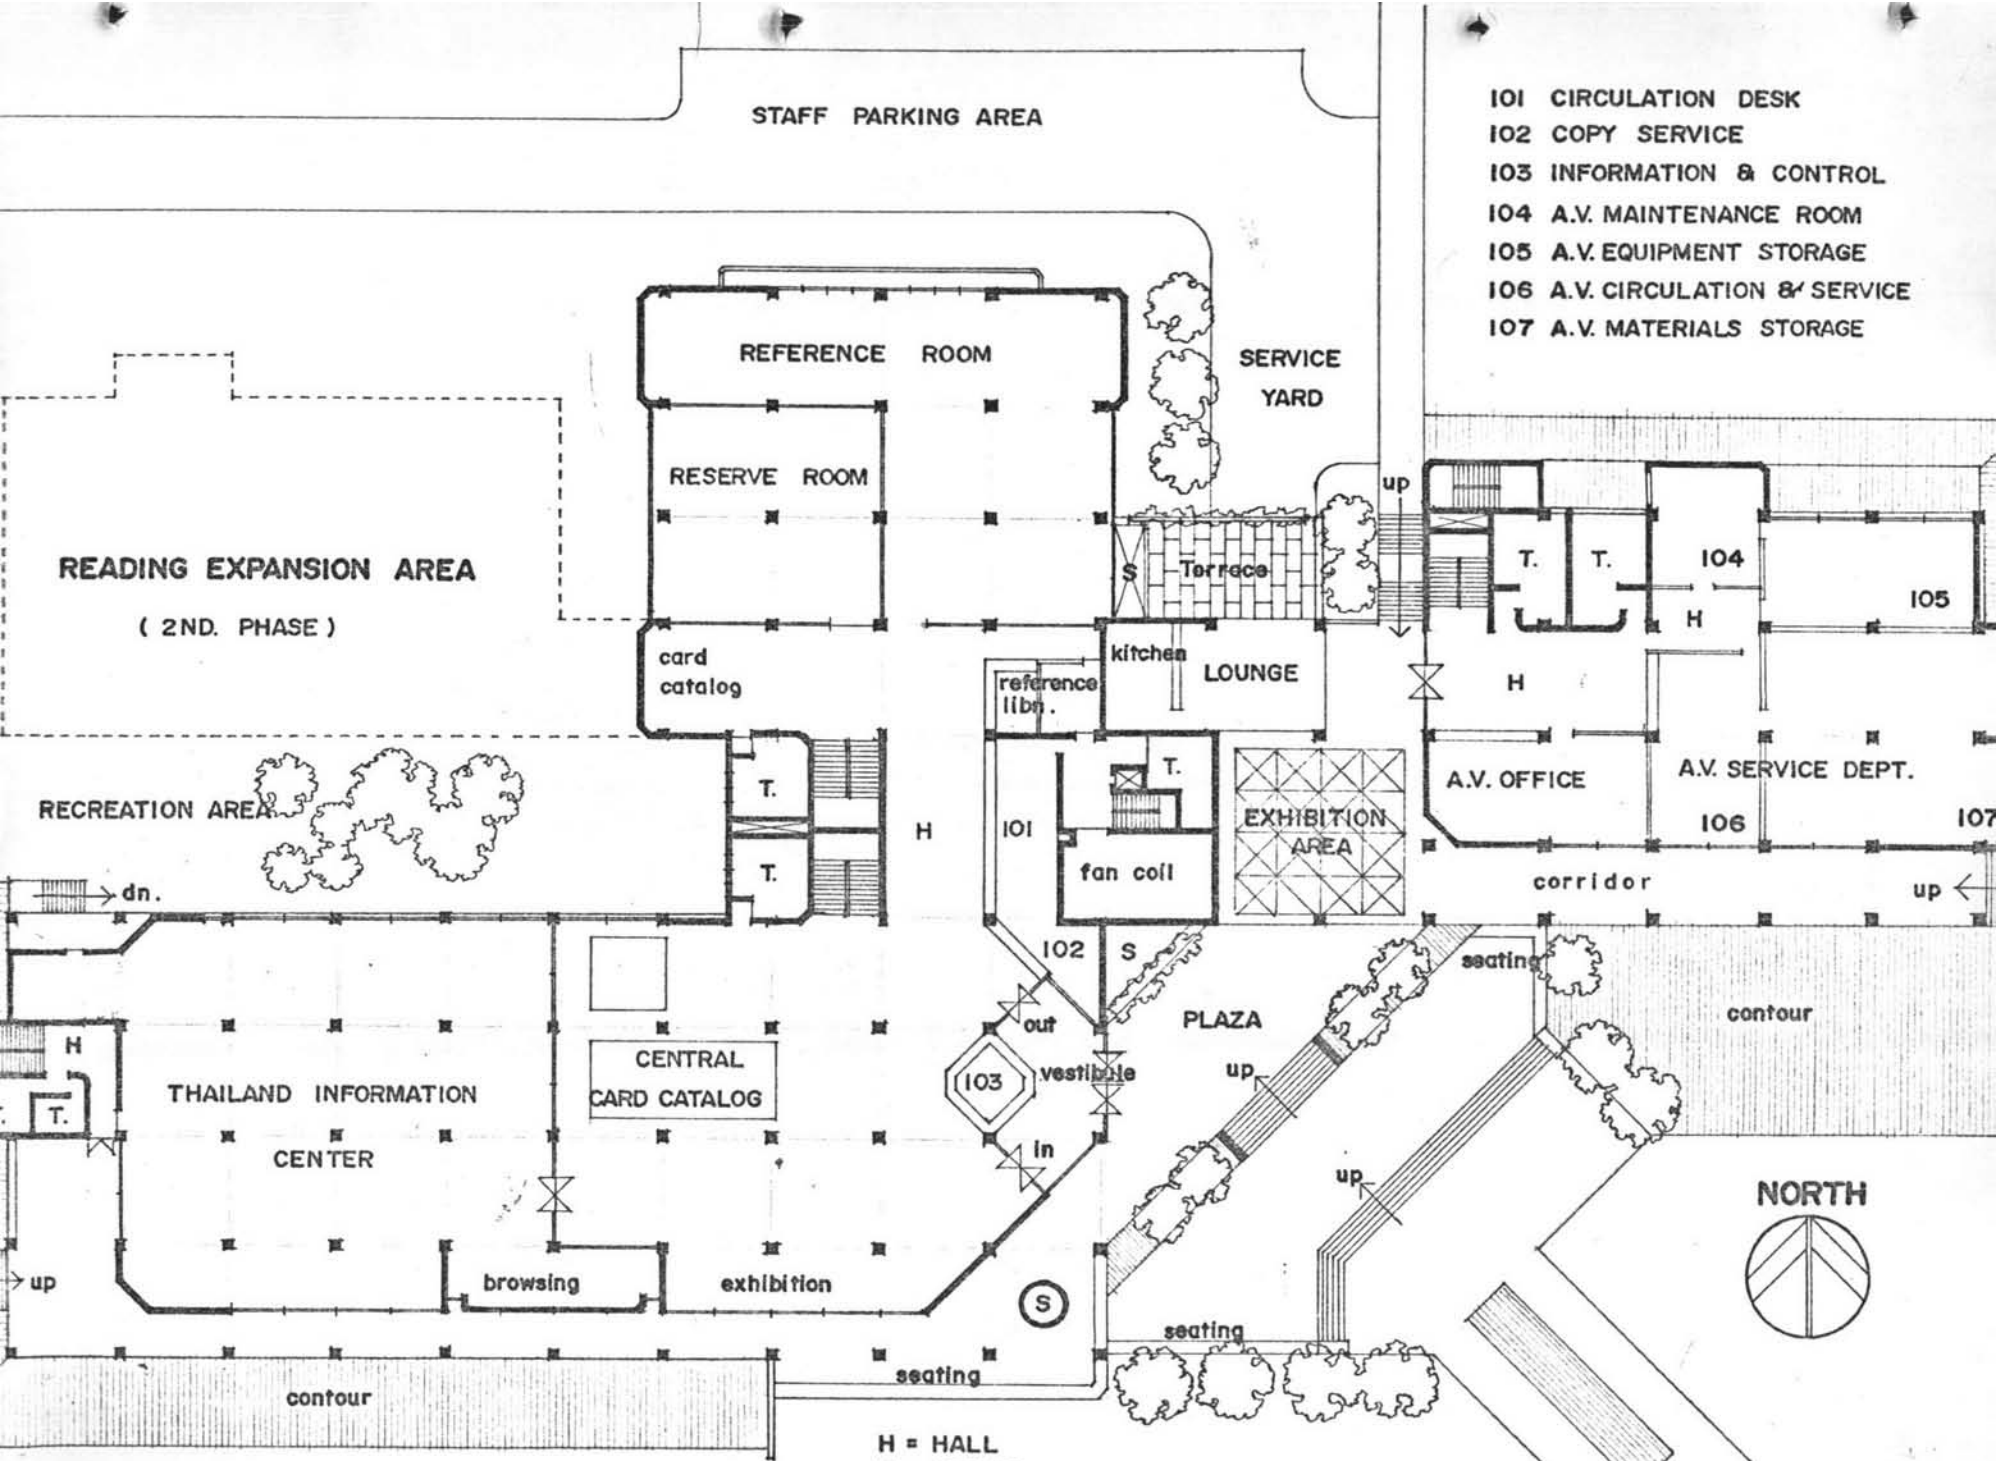 STAFF PARKING AREA
101 CIRCULATION DESK
102 COPY SERVICE
103 INFORMATION & CONTROL
104 A.V. MAINTENANCE ROOM
105 A.V. EQUIPMENT STORAGE
106 A.V. CIRCULATION & SERVICE
107 A.V. MATERIALS STORAGE
REFERENCE ROOM
SERVICE
YARD
RESERVE ROOM
up
READING EXPANSION AREA
(2ND. PHASE)
S
Terrace
T.
T.
104
105
H
card
catalog
reference
libn.
kitchen
LOUNGE
H
RECREATION AREA
T.
H
101
T.
EXHIBITION
AREA
A.V. OFFICE
A.V. SERVICE DEPT.
106
107
T.
fan coil
corridor
up
dn.
102
S
seating
PLAZA
contour
out
H
T.
T.
THAILAND INFORMATION
CENTER
CENTRAL
CARD CATALOG
103
vestibule
in
up
up
NORTH
up
browsing
exhibition
S
seating
seating
contour
H = HALL